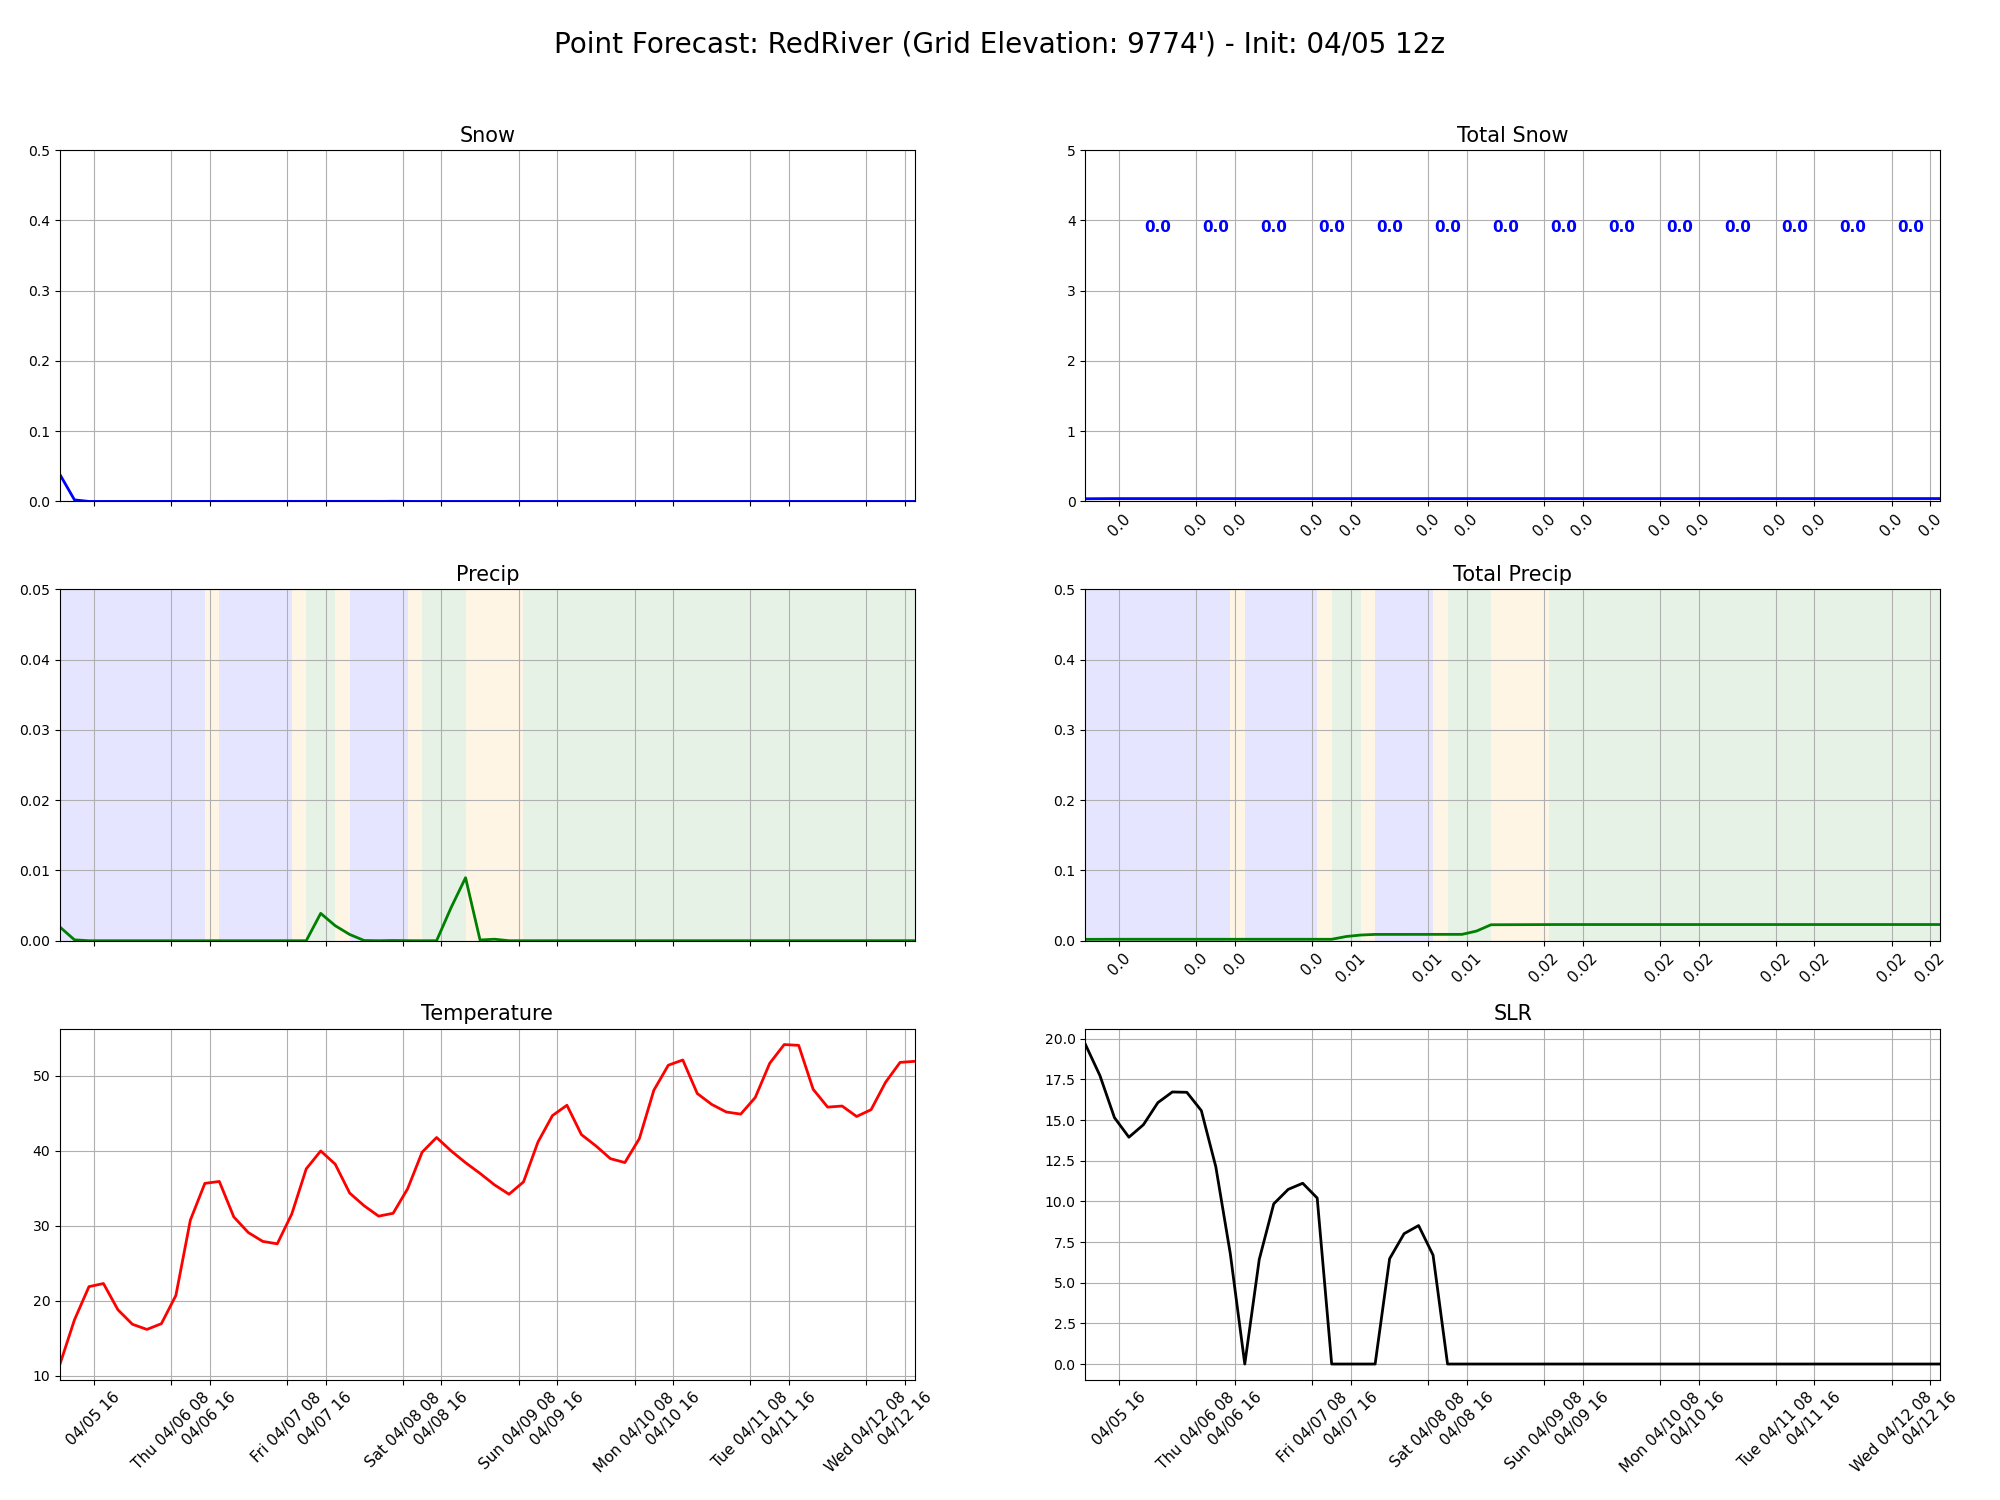 Point Forecast: RedRiver (Grid Elevation: 9774') - Init: 04/05 12z
Snow
0.5
0.4
0.3
0.2
0.1
0.0
Total Snow
5
4
3
2
1
0
0.0 0.0 0.0 0.0 0.0 0.0 0.0 0.0 0.0 0.0 0.0 0.0 0.0 0.0
0.0 0.0 0.0 0.0 0.0 0.0 0.0 0.0 0.0 0.0 0.0 0.0 0.0 0.0 0.0
Precip
0.05
0.04
0.03
0.02
0.01
0.00
Total Precip
0.5
0.4
0.3
0.2
0.1
0.0
0.0 0.0 0.0 0.0 0.01 0.01 0.01 0.02 0.02 0.02 0.02 0.02 0.02 0.02 0.02
Temperature
50
40
30
20
10
04/05 16
Thu 04/06 08
04/06 16
Fri 04/07 08
04/07 16
Sat 04/08 08
04/08 16
Sun 04/09 08
04/09 16
Mon 04/10 08
04/10 16
Tue 04/11 08
04/11 16
Wed 04/12 08
04/12 16
SLR
20.0
17.5
15.0
12.5
10.0
7.5
5.0
2.5
0.0
04/05 16
Thu 04/06 08
04/06 16
Fri 04/07 08
04/07 16
Sat 04/08 08
04/08 16
Sun 04/09 08
04/09 16
Mon 04/10 08
04/10 16
Tue 04/11 08
04/11 16
Wed 04/12 08
04/12 16